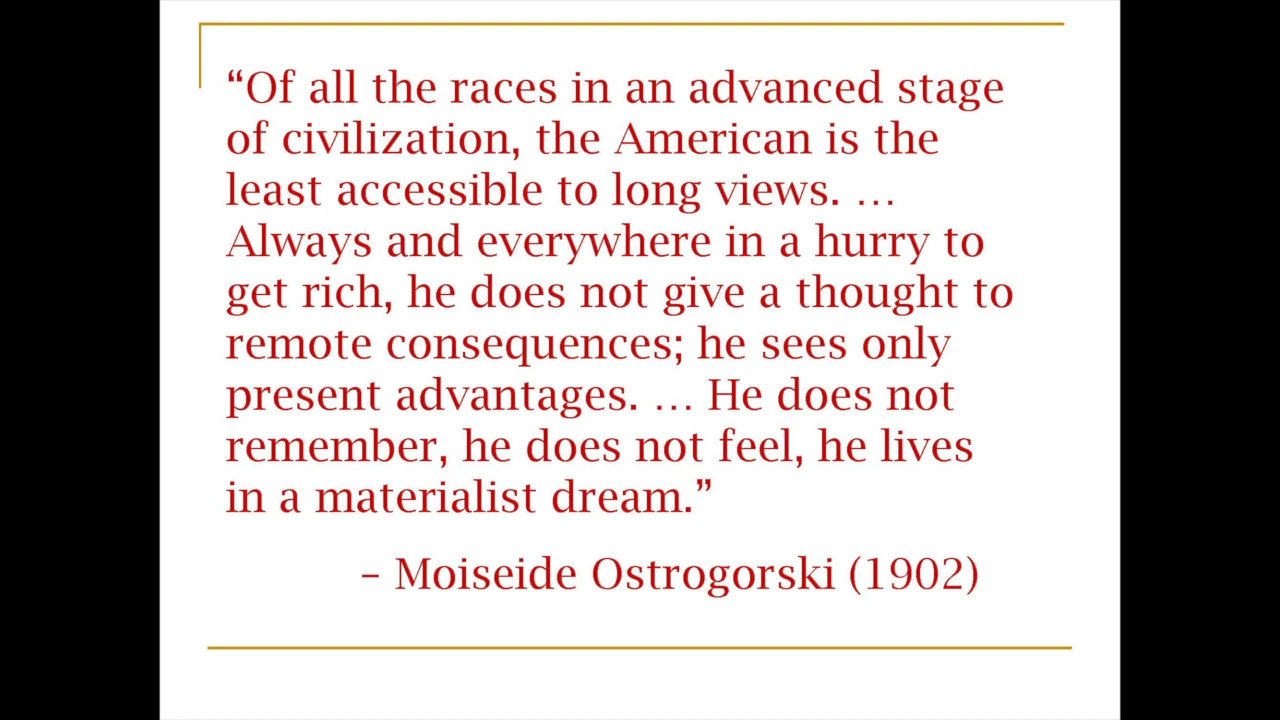 “Of all the races in an advanced stage
of civilization, the American is the
least accessible to long views. …
Always and everywhere in a hurry to
get rich, he does not give a thought to
remote consequences; he sees only
present advantages. … He does not
remember, he does not feel, he lives
in a materialist dream.”
– Moiseide Ostrogorski (1902)